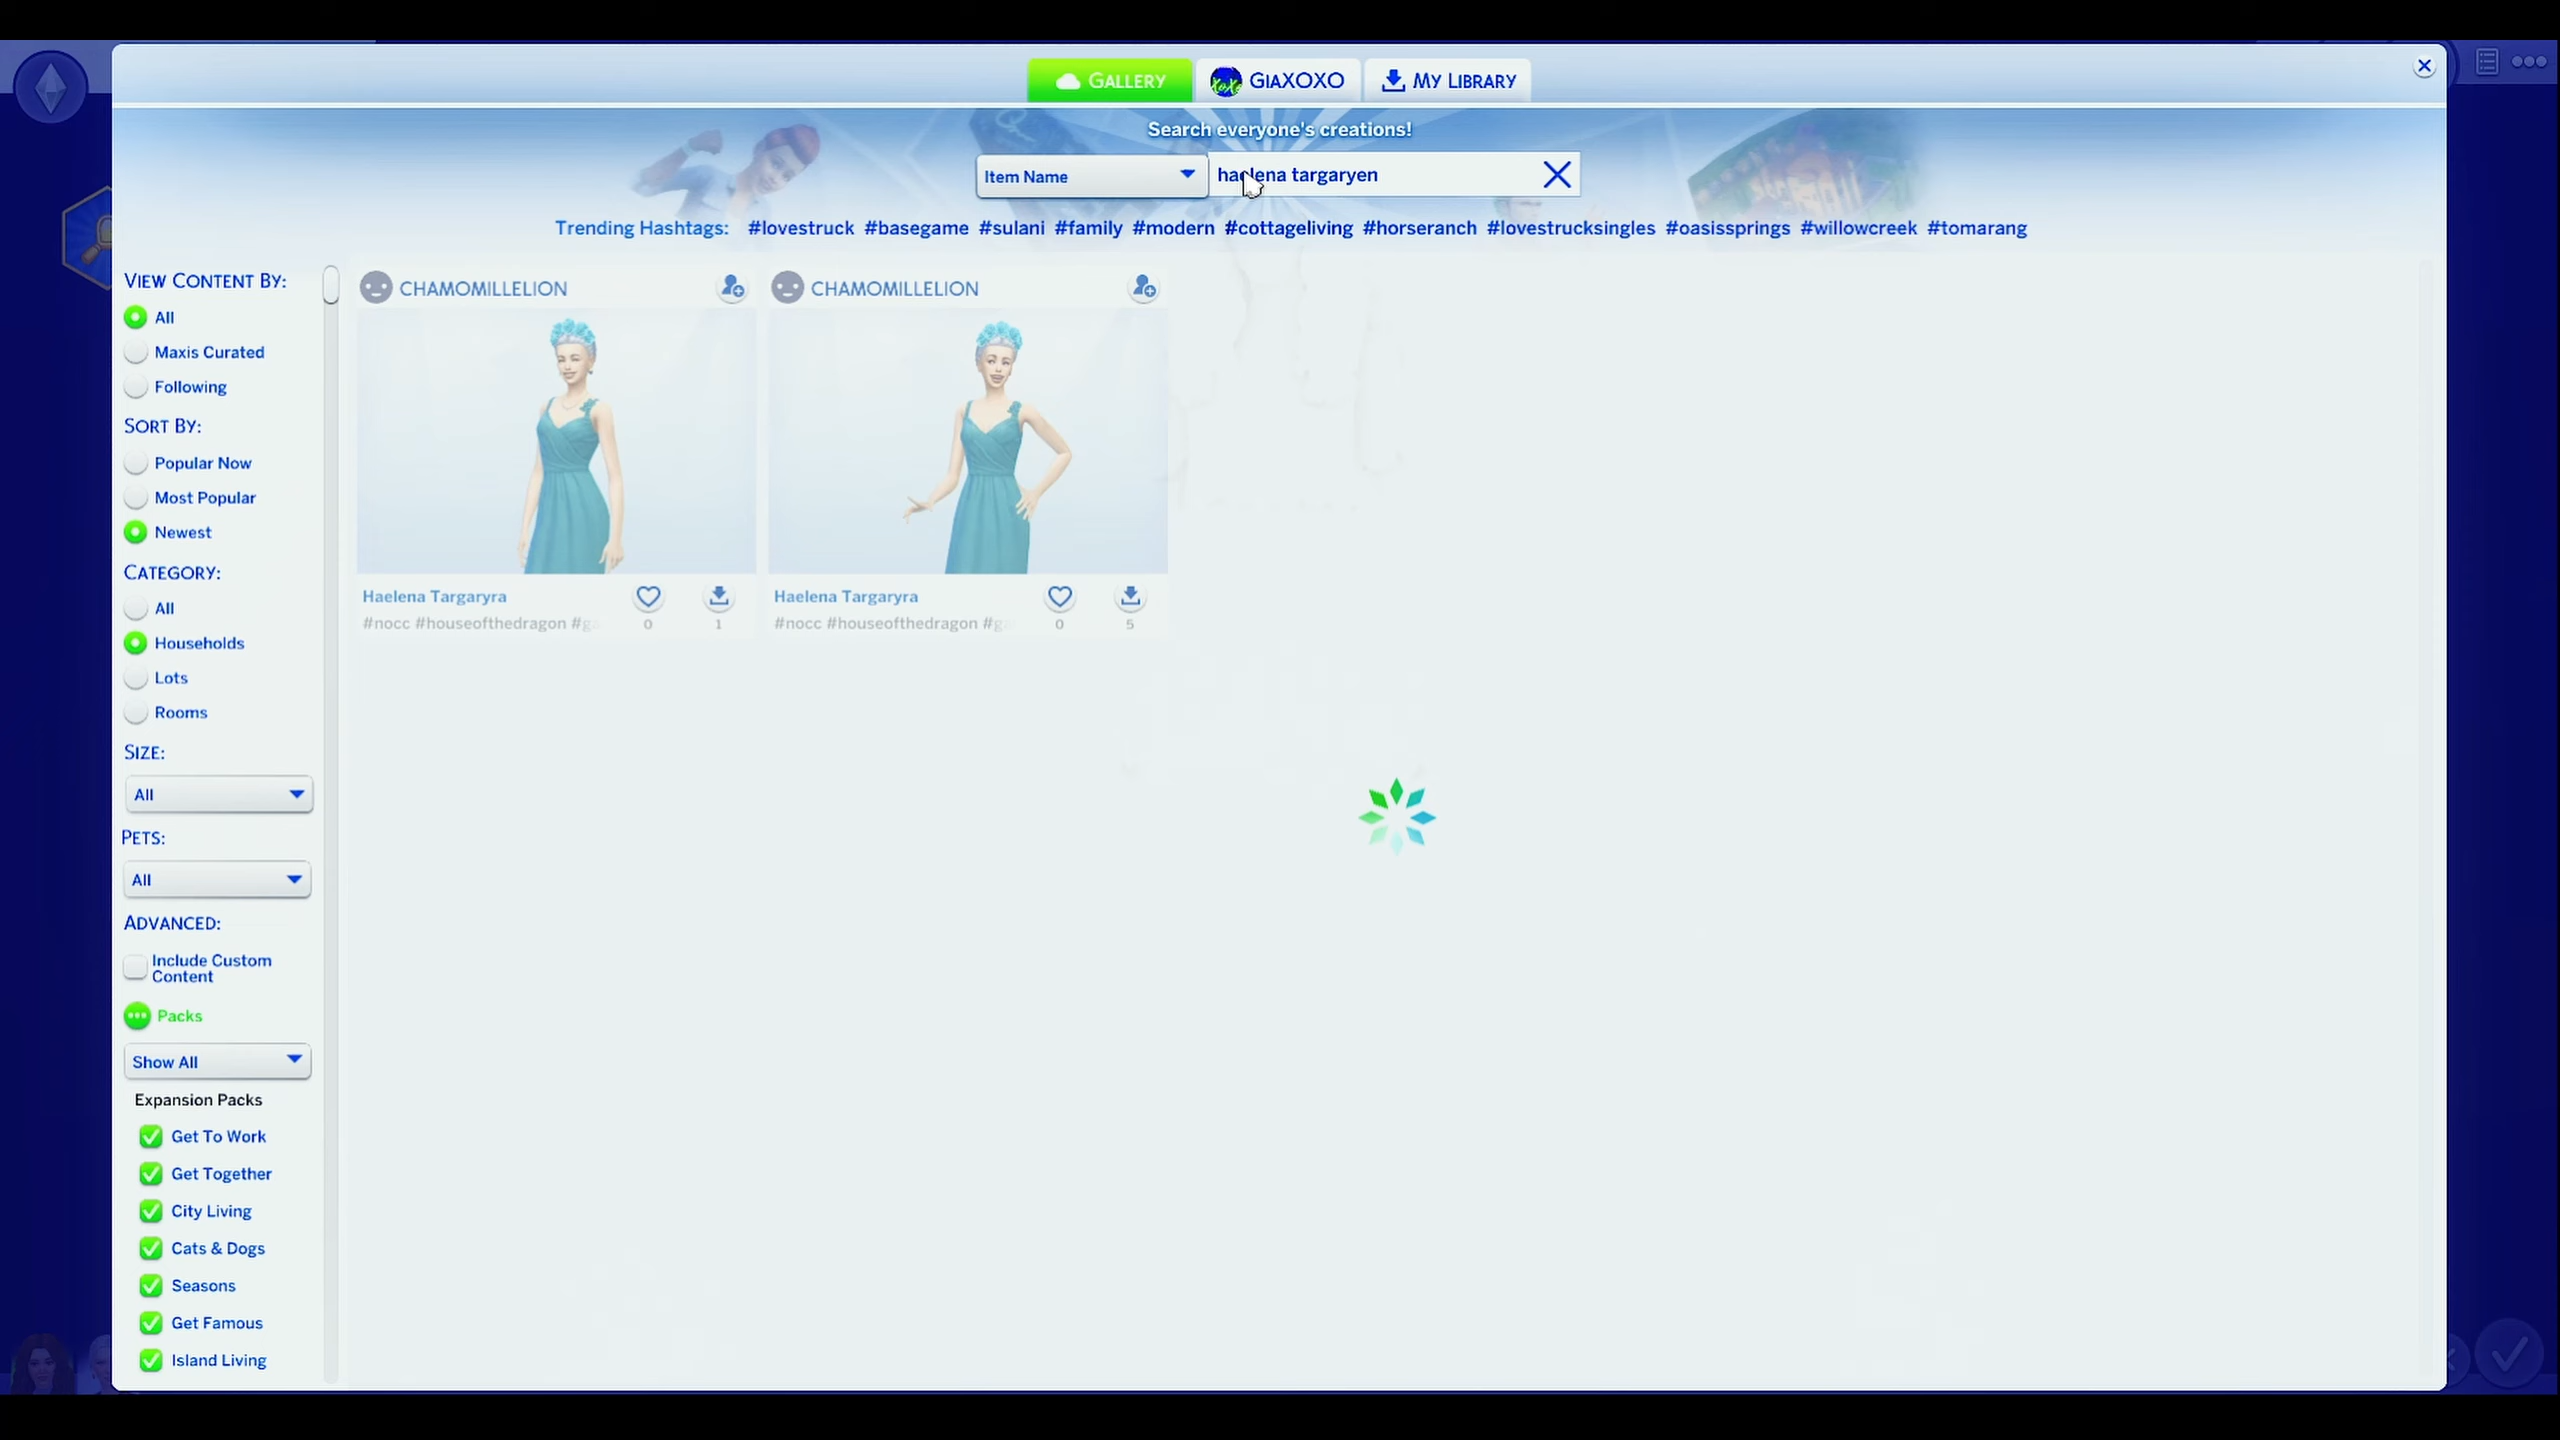 GALLERY
GIAXOXO
MY LIBRARY
Search everyone's creations!
Item Name
haelena targaryen
Trending Hashtags: #lovestruck #basegame #sulani #family #modern #cottageliving #horseranch #lovestrucksingles #oasissprings #willowcreek #tomarang
VIEW CONTENT BY:
All
Maxis Curated
Following
SORT BY:
Popular Now
Most Popular
Newest
CATEGORY:
All
Households
Lots
Rooms
SIZE:
All
PETS:
All
ADVANCED:
Include Custom
Content
Packs
Show All
Expansion Packs
Get To Work
Get Together
City Living
Cats & Dogs
Seasons
Get Famous
Island Living
CHAMOMILLELION
Haelena Targaryra
#nocc #houseofthedragon
0
1
CHAMOMILLELION
Haelena Targaryra
#nocc #houseofthedragon
0
5